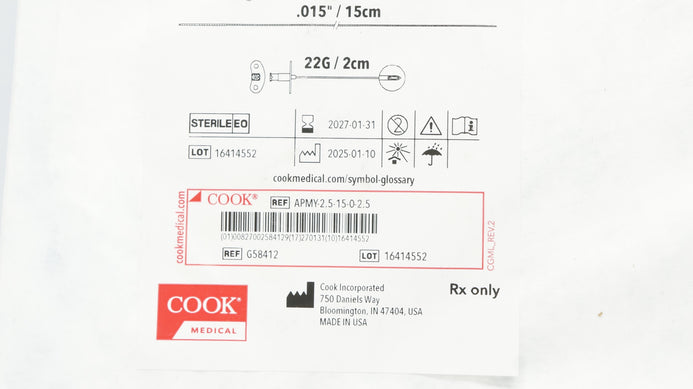 .015" / 15cm
22G / 2cm
STERILE EO
2027-01-31
LOT 16414552
2025-01-10
cookmedical.com/symbol-glossary
cookmedical.com
COOK® REF APMY-2.5-15-0-2.5
(01)00827002584129(17)270131(10)16414552
REF G58412 LOT 16414552
CGML_REV.2
COOK®
MEDICAL
Cook Incorporated
750 Daniels Way
Bloomington, IN 47404, USA
MADE IN USA
Rx only